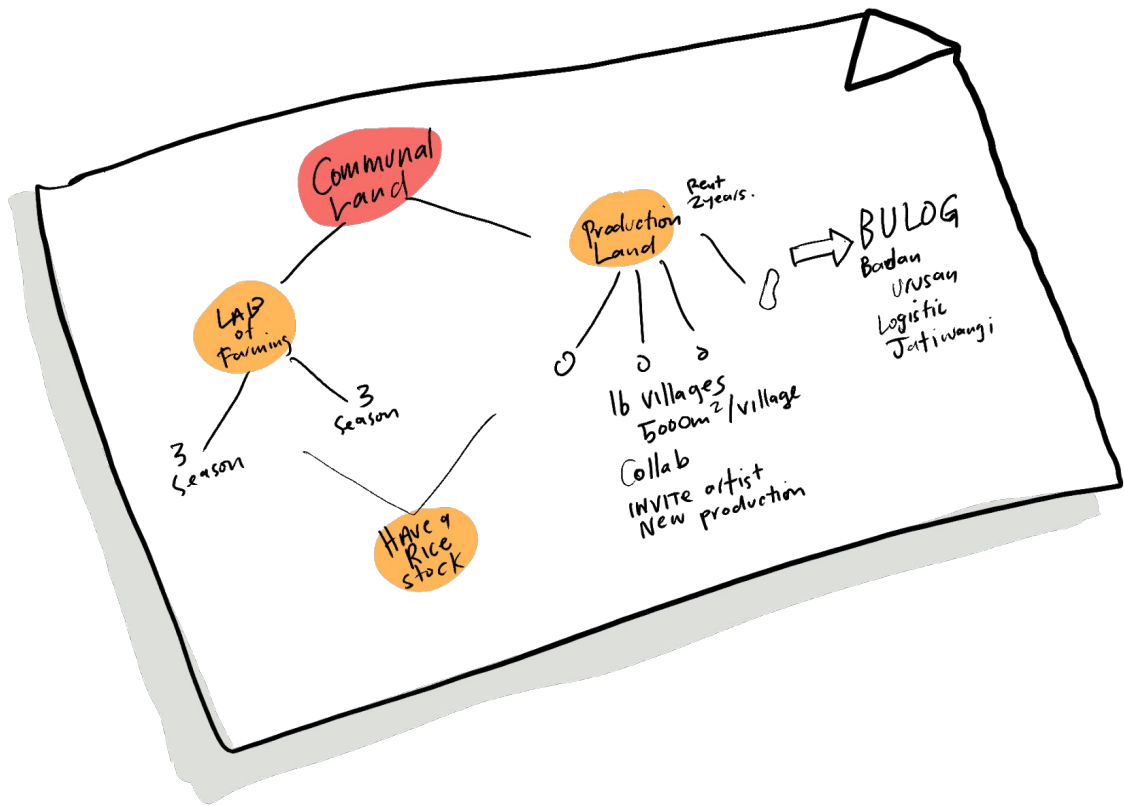 Communal
Land
Production
Land
Rent
2years.
BULOG
Badan
Urusan
Logistic
Jatiwangi
LAB
of
Farming
3
Season
3
Season
16 villages
5000m²/village
Collab
INVITE artist
New production
HAve a
Rice
stock